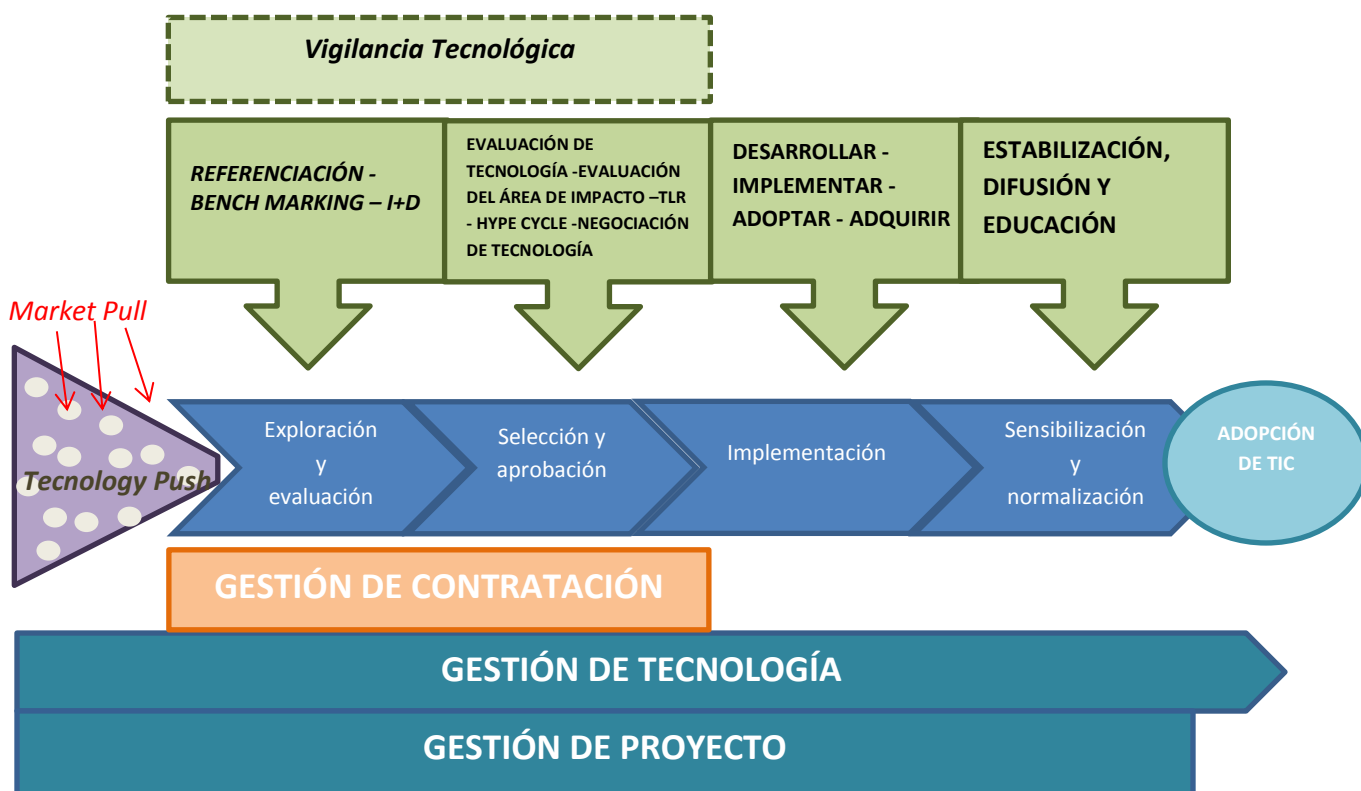 Vigilancia Tecnológica
REFERENCIACIÓN -
BENCH MARKING – I+D
EVALUACIÓN DE
TECNOLOGÍA -EVALUACIÓN
DEL ÁREA DE IMPACTO –TLR
- HYPE CYCLE -NEGOCIACIÓN
DE TECNOLOGÍA
DESARROLLAR -
IMPLEMENTAR -
ADOPTAR - ADQUIRIR
ESTABILIZACIÓN,
DIFUSIÓN Y
EDUCACIÓN
Market Pull
Tecnology Push
Exploración
y
evaluación
Selección y
aprobación
Implementación
Sensibilización
y
normalización
ADOPCIÓN
DE TIC
GESTIÓN DE CONTRATACIÓN
GESTIÓN DE TECNOLOGÍA
GESTIÓN DE PROYECTO